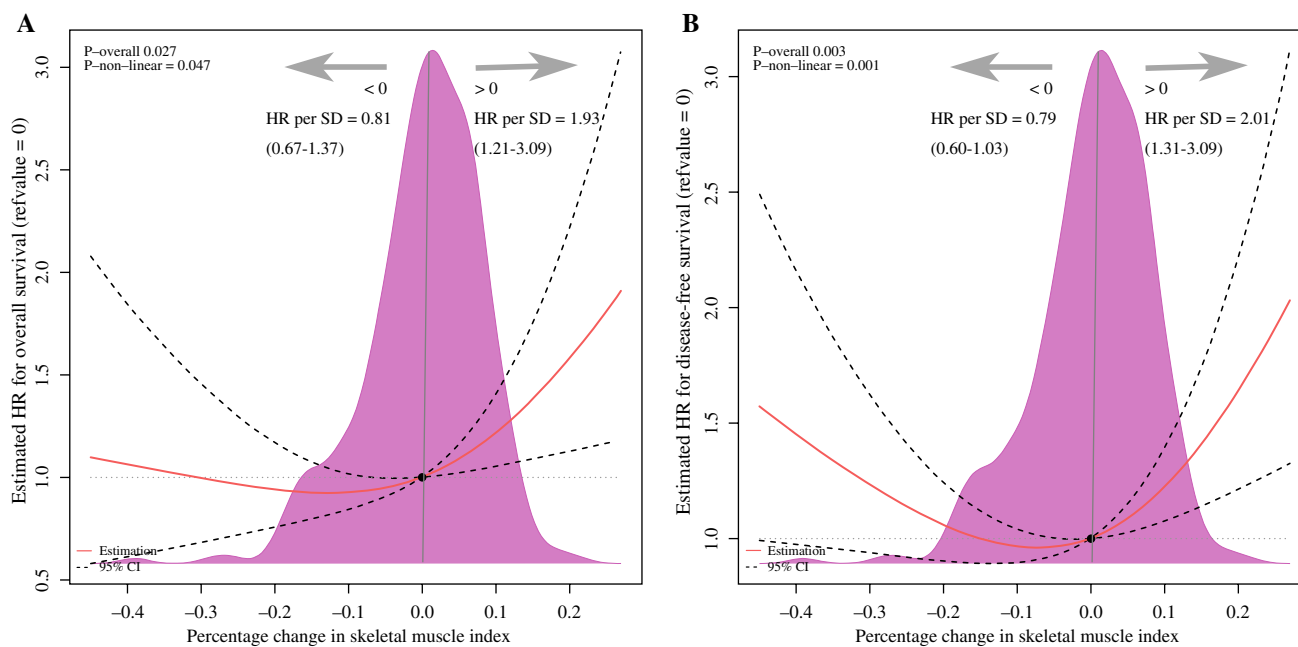 A
P–overall 0.027
P–non–linear = 0.047
< 0
> 0
HR per SD = 0.81
HR per SD = 1.93
(0.67-1.37)
(1.21-3.09)
Estimated HR for overall survival (refvalue = 0)
3.0
2.5
2.0
1.5
1.0
0.5
Estimation
95% CI
–0.4 –0.3 –0.2 –0.1 0.0 0.1 0.2
Percentage change in skeletal muscle index
B
P–overall 0.003
P–non–linear = 0.001
< 0
> 0
HR per SD = 0.79
HR per SD = 2.01
(0.60-1.03)
(1.31-3.09)
Estimated HR for disease-free survival (refvalue = 0)
3.0
2.5
2.0
1.5
1.0
Estimation
95% CI
–0.4 –0.3 –0.2 –0.1 0.0 0.1 0.2
Percentage change in skeletal muscle index